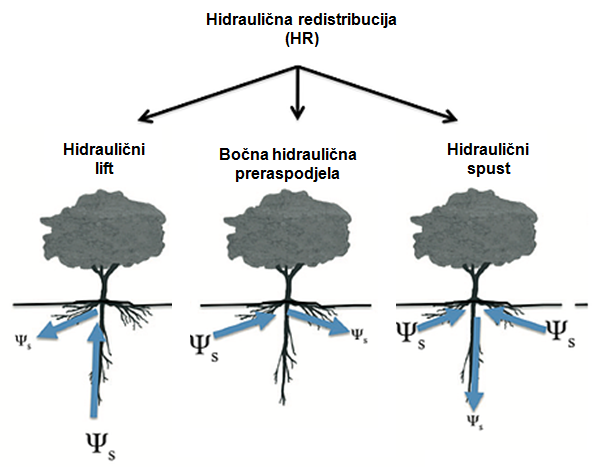 Hidraulična redistribucija
(HR)
Hidraulični
lift
Bočna hidraulična
preraspodjela
Hidraulični
spust
Ψs
Ψs
Ψs
Ψs
Ψs
Ψs
Ψs